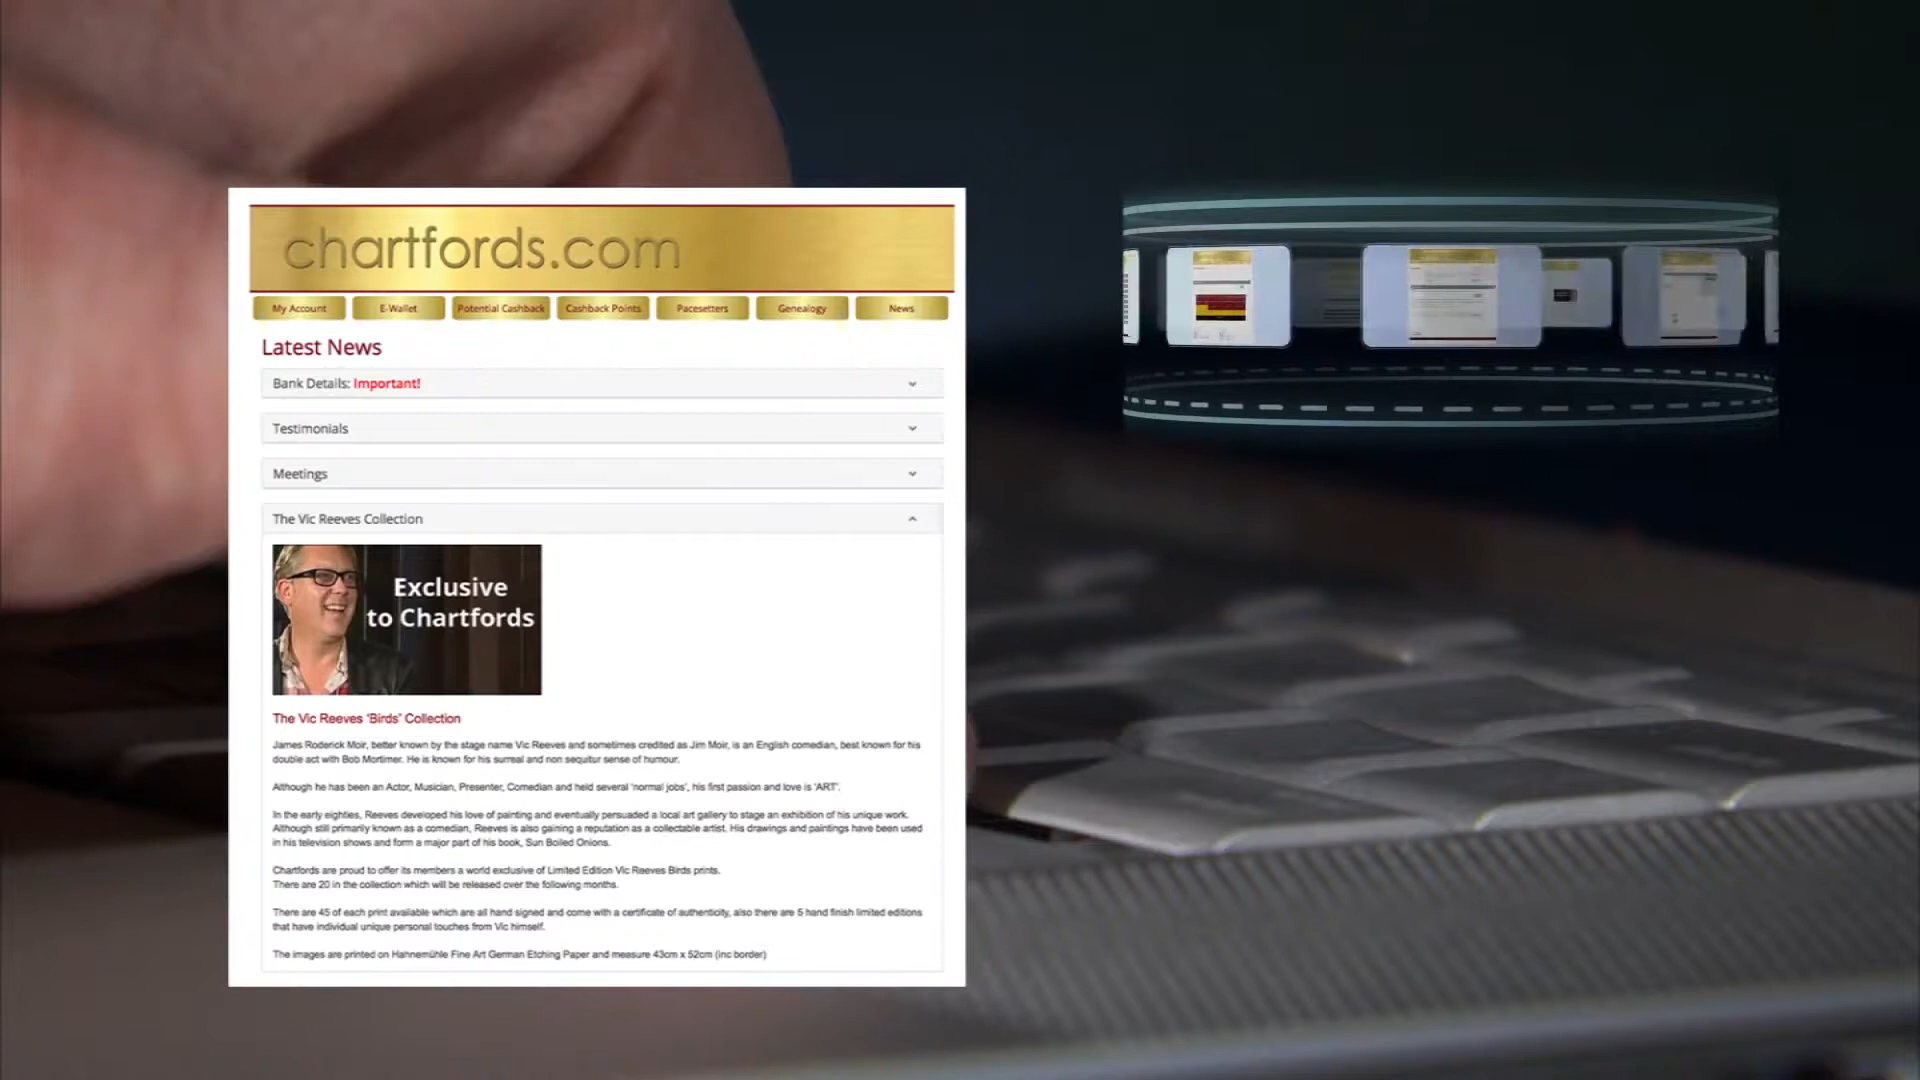 chartfords.com
My Account E-Wallet Potential Cashback Cashback Points Pacesetters Genealogy News
Latest News
Bank Details: Important!
Testimonials
Meetings
The Vic Reeves Collection
Exclusive
to Chartfords
The Vic Reeves 'Birds' Collection
James Roderick Moir, better known by the stage name Vic Reeves and sometimes credited as Jim Moir, is an English comedian, best known for his
double act with Bob Mortimer. He is known for his surreal and non sequitur sense of humour.
Although he has been an Actor, Musician, Presenter, Comedian and held several 'normal jobs', his first passion and love is 'ART'.
In the early eighties, Reeves developed his love of painting and eventually persuaded a local art gallery to stage an exhibition of his unique work.
Although still primarily known as a comedian, Reeves is also gaining a reputation as a collectable artist. His drawings and paintings have been used
in his television shows and form a major part of his book, Sun Boiled Onions.
Chartfords are proud to offer its members a world exclusive of Limited Edition Vic Reeves Birds prints.
There are 20 in the collection which will be released over the following months.
There are 45 of each print available which are all hand signed and come with a certificate of authenticity, also there are 5 hand finish limited editions
that have individual unique personal touches from Vic himself.
The images are printed on Hahnemühle Fine Art German Etching Paper and measure 43cm x 52cm (inc border)